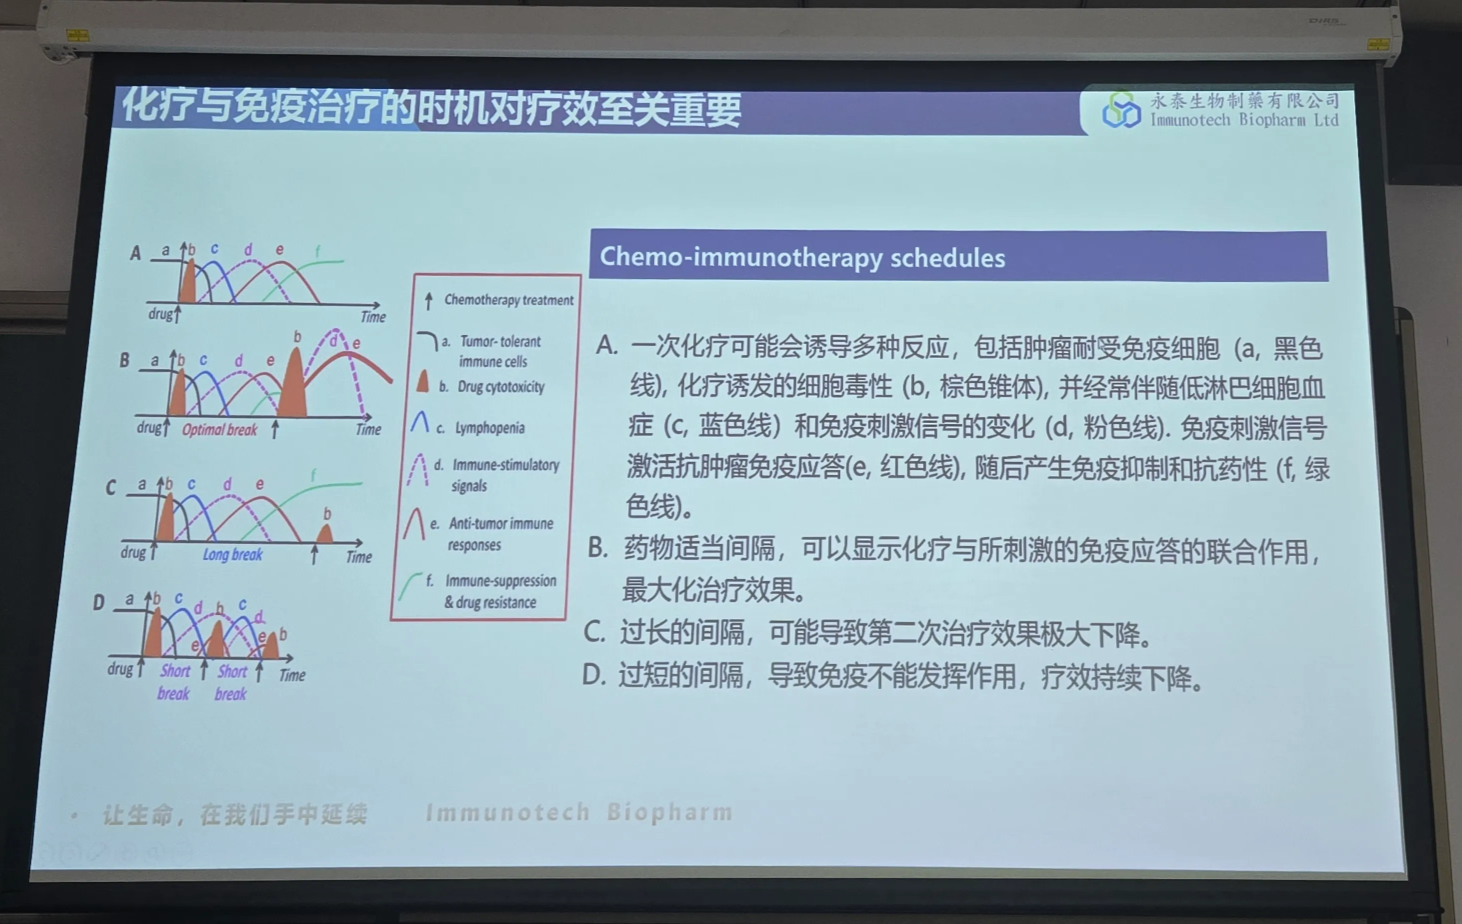 化疗与免疫治疗的时机对疗效至关重要
永泰生物制藥有限公司
Immunotech Biopharm Ltd
A a b c d e f
drug Time
B a b c d e b d e
drug Optimal break Time
C a b c d e f b
drug Long break Time
D a b c d e b c d e b
drug Short break Short break Time
Chemotherapy treatment
a. Tumor- tolerant
immune cells
b. Drug cytotoxicity
c. Lymphopenia
d. Immune-stimulatory
signals
e. Anti-tumor immune
responses
f. Immune-suppression
& drug resistance
Chemo-immunotherapy schedules
A. 一次化疗可能会诱导多种反应，包括肿瘤耐受免疫细胞 (a, 黑色
线), 化疗诱发的细胞毒性 (b, 棕色锥体), 并经常伴随低淋巴细胞血
症 (c, 蓝色线）和免疫刺激信号的变化 (d, 粉色线). 免疫刺激信号
激活抗肿瘤免疫应答(e, 红色线), 随后产生免疫抑制和抗药性 (f, 绿
色线)。
B. 药物适当间隔，可以显示化疗与所刺激的免疫应答的联合作用，
最大化治疗效果。
C. 过长的间隔，可能导致第二次治疗效果极大下降。
D. 过短的间隔，导致免疫不能发挥作用，疗效持续下降。
• 让生命，在我们手中延续 Immunotech Biopharm